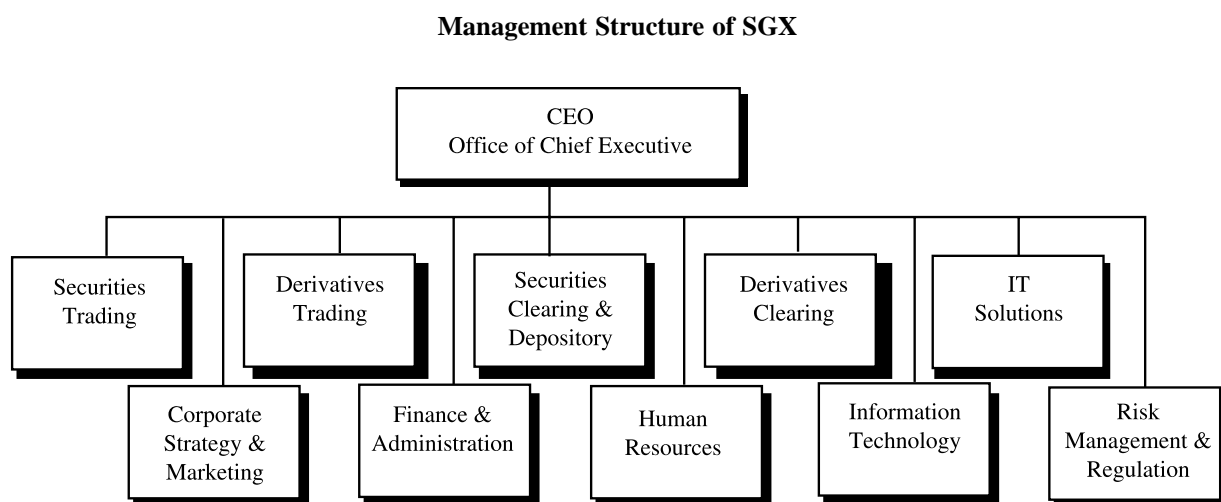 Management Structure of SGX
CEO
Office of Chief Executive
Securities
Trading
Derivatives
Trading
Securities
Clearing &
Depository
Derivatives
Clearing
IT
Solutions
Corporate
Strategy &
Marketing
Finance &
Administration
Human
Resources
Information
Technology
Risk
Management &
Regulation